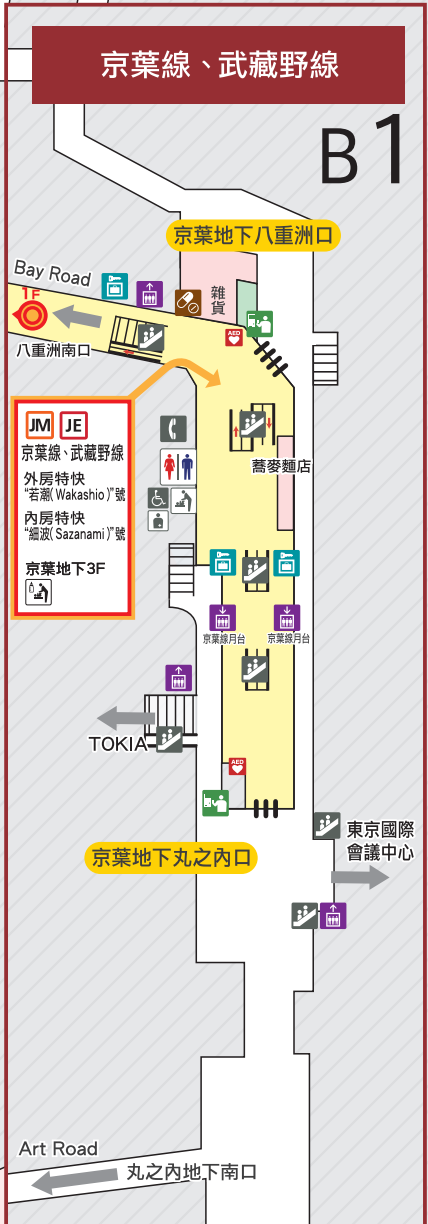 京葉線、武藏野線
B1
京葉地下八重洲口
Bay Road
1F
雜貨
AED
八重洲南口
JM JE
京葉線、武藏野線
外房特快
“若潮(Wakashio)”號
內房特快
“細波(Sazanami)”號
京葉地下3F
蕎麥麵店
京葉線月台
京葉線月台
TOKIA
AED
京葉地下丸之內口
東京國際
會議中心
Art Road
丸之內地下南口